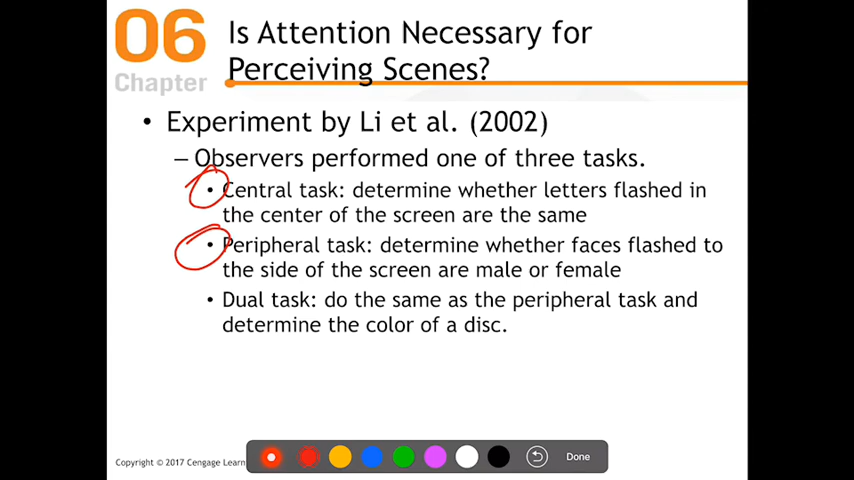 06
Chapter
Is Attention Necessary for
Perceiving Scenes?
• Experiment by Li et al. (2002)
– Observers performed one of three tasks.
• Central task: determine whether letters flashed in
the center of the screen are the same
• Peripheral task: determine whether faces flashed to
the side of the screen are male or female
• Dual task: do the same as the peripheral task and
determine the color of a disc.
Copyright © 2017 Cengage Learn
Done